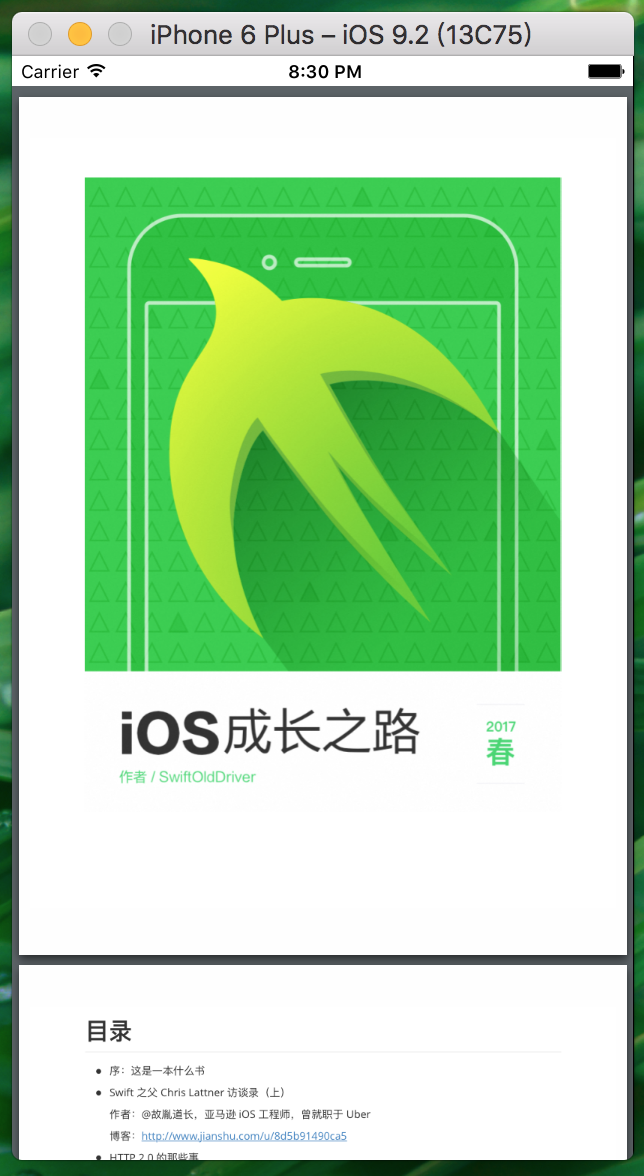 iPhone 6 Plus – iOS 9.2 (13C75)
Carrier 8:30 PM
iOS成长之路
作者 / SwiftOldDriver
2017
春
目录
序：这是一本什么书
Swift 之父 Chris Lattner 访谈录（上）
作者：@故胤道长，亚马逊 iOS 工程师，曾就职于 Uber
博客：http://www.jianshu.com/u/8d5b91490ca5
HTTP 2.0 的那些事